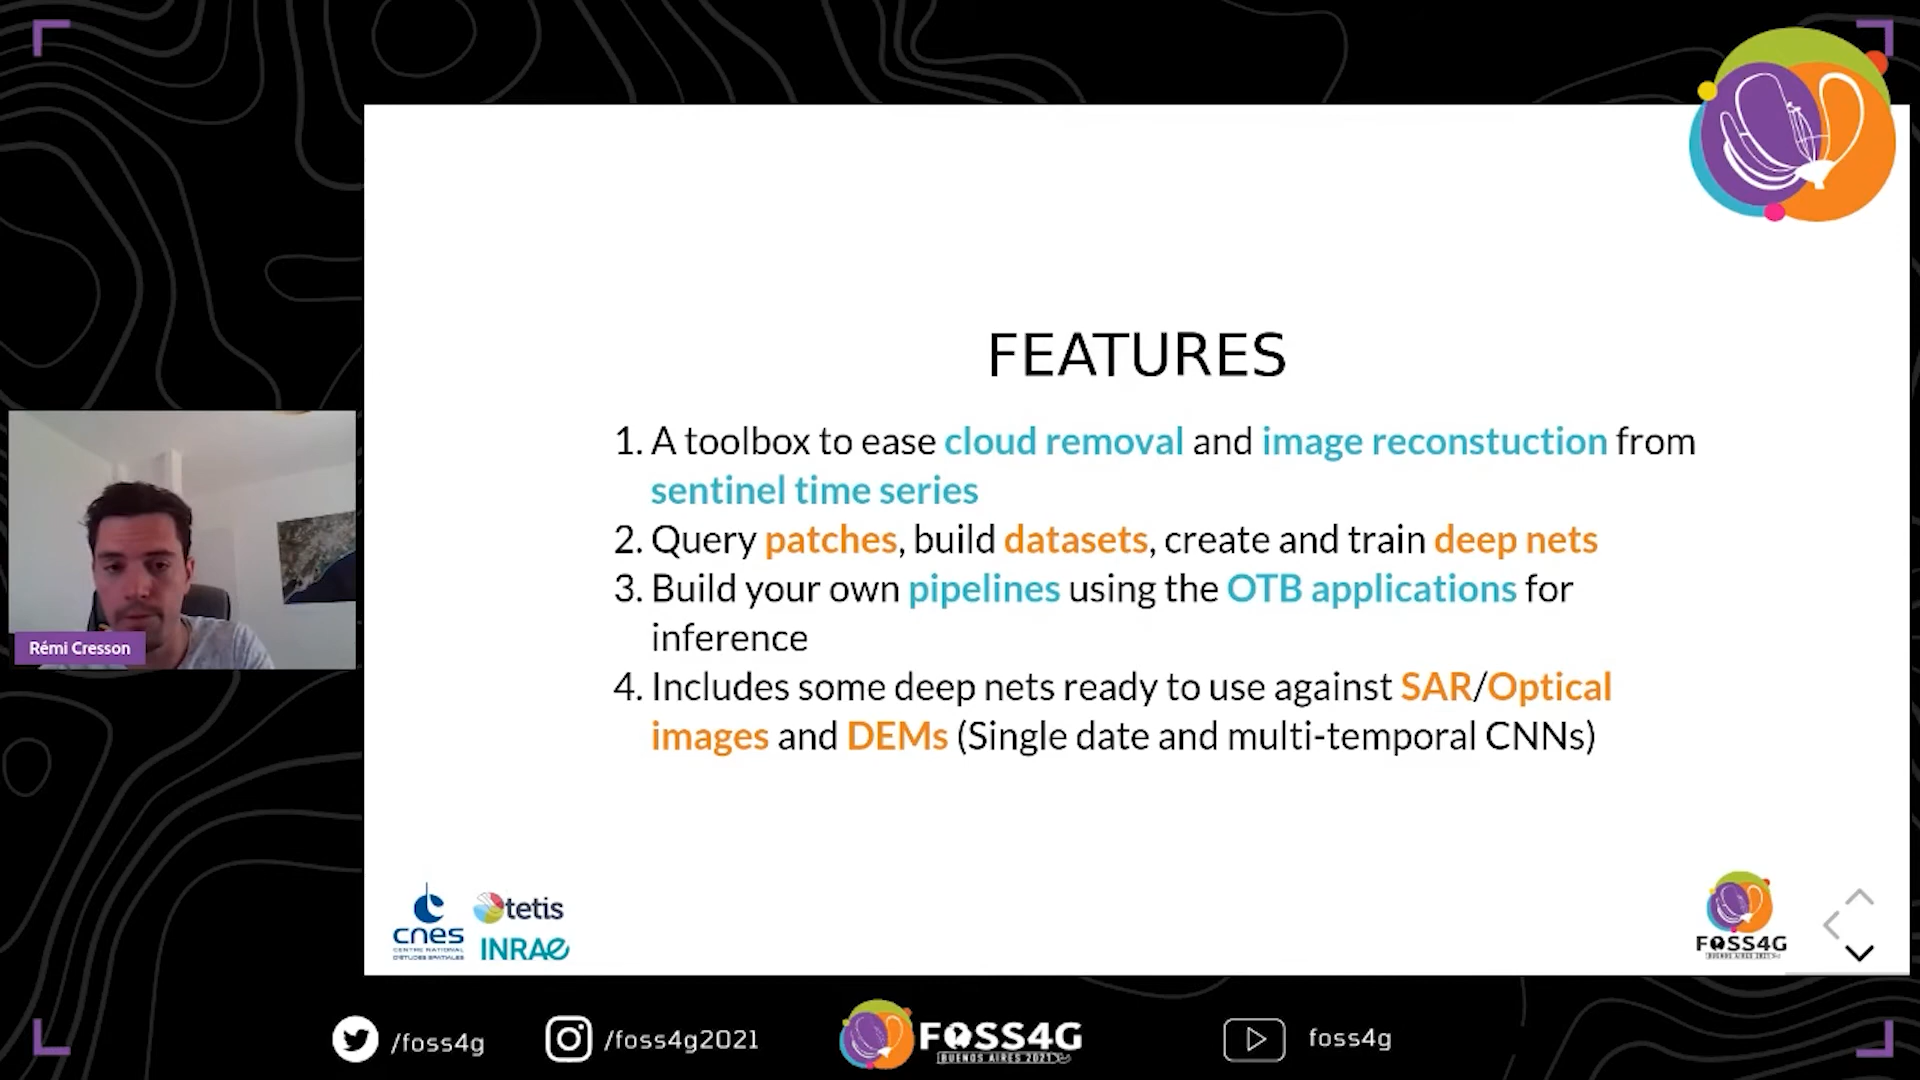 FEATURES
1. A toolbox to ease cloud removal and image reconstuction from
sentinel time series
2. Query patches, build datasets, create and train deep nets
3. Build your own pipelines using the OTB applications for
inference
4. Includes some deep nets ready to use against SAR/Optical
images and DEMs (Single date and multi-temporal CNNs)
Rémi Cresson
cnes
CENTRE NATIONAL
D'ÉTUDES SPATIALES
tetis
INRAE
FOSS4G
BUENOS AIRES 2021
/foss4g
/foss4g2021
FOSS4G
BUENOS AIRES 2021
foss4g